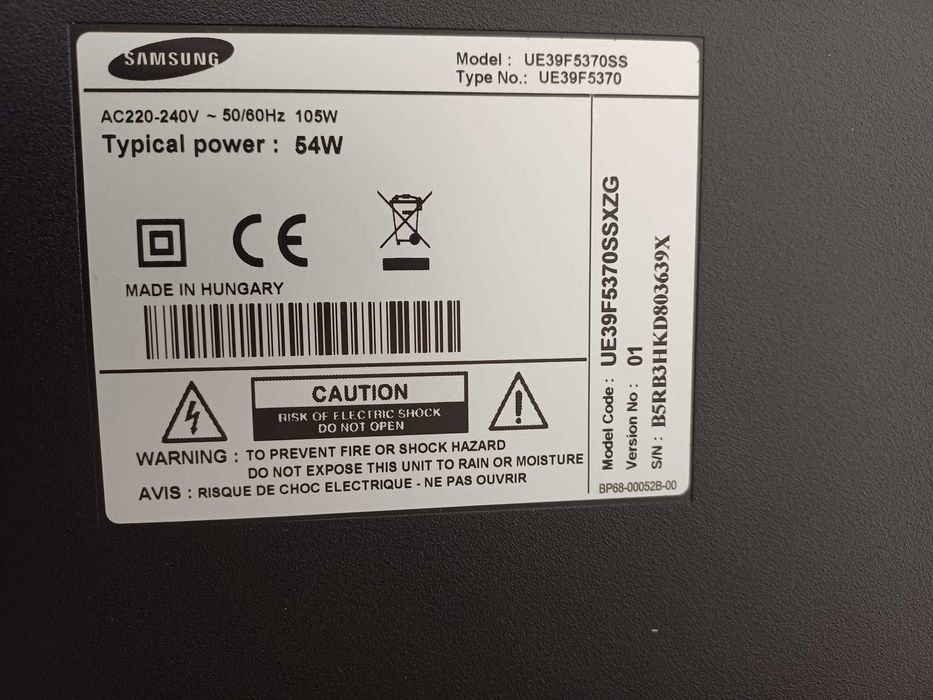 SAMSUNG
Model : UE39F5370SS
Type No.: UE39F5370
AC220-240V ~ 50/60Hz 105W
Typical power : 54W
CE
MADE IN HUNGARY
CAUTION
RISK OF ELECTRIC SHOCK
DO NOT OPEN
WARNING : TO PREVENT FIRE OR SHOCK HAZARD
DO NOT EXPOSE THIS UNIT TO RAIN OR MOISTURE
AVIS : RISQUE DE CHOC ELECTRIQUE - NE PAS OUVRIR
Model Code : UE39F5370SSXZG
Version No : 01
S/N : B5RB3HKD803639X
BP68-00052B-00